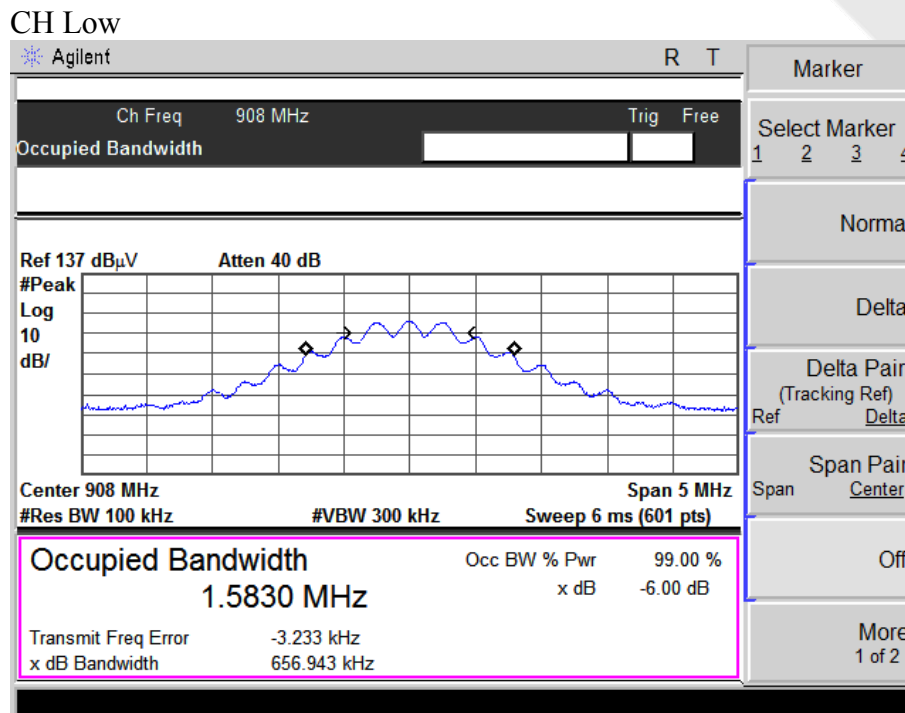 CH Low
Agilent R T
Ch Freq 908 MHz Trig Free
Occupied Bandwidth
Ref 137 dBµV Atten 40 dB
#Peak
Log
10
dB/
Center 908 MHz Span 5 MHz
#Res BW 100 kHz #VBW 300 kHz Sweep 6 ms (601 pts)
Occupied Bandwidth Occ BW % Pwr 99.00 %
1.5830 MHz x dB -6.00 dB
Transmit Freq Error -3.233 kHz
x dB Bandwidth 656.943 kHz
Marker
Select Marker
1 2 3 4
Norma
Delta
Delta Pair
(Tracking Ref)
Ref Delta
Span Pair
Span Center
Off
More
1 of 2